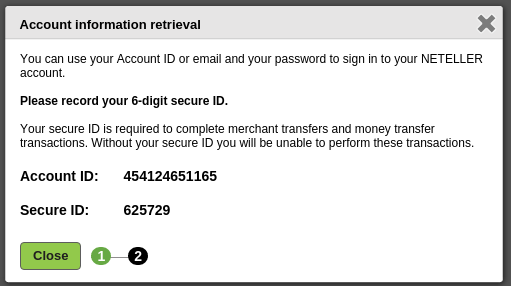 Account information retrieval
You can use your Account ID or email and your password to sign in to your NETELLER
account.
Please record your 6-digit secure ID.
Your secure ID is required to complete merchant transfers and money transfer
transactions. Without your secure ID you will be unable to perform these transactions.
Account ID: 454124651165
Secure ID: 625729
Close 1 2